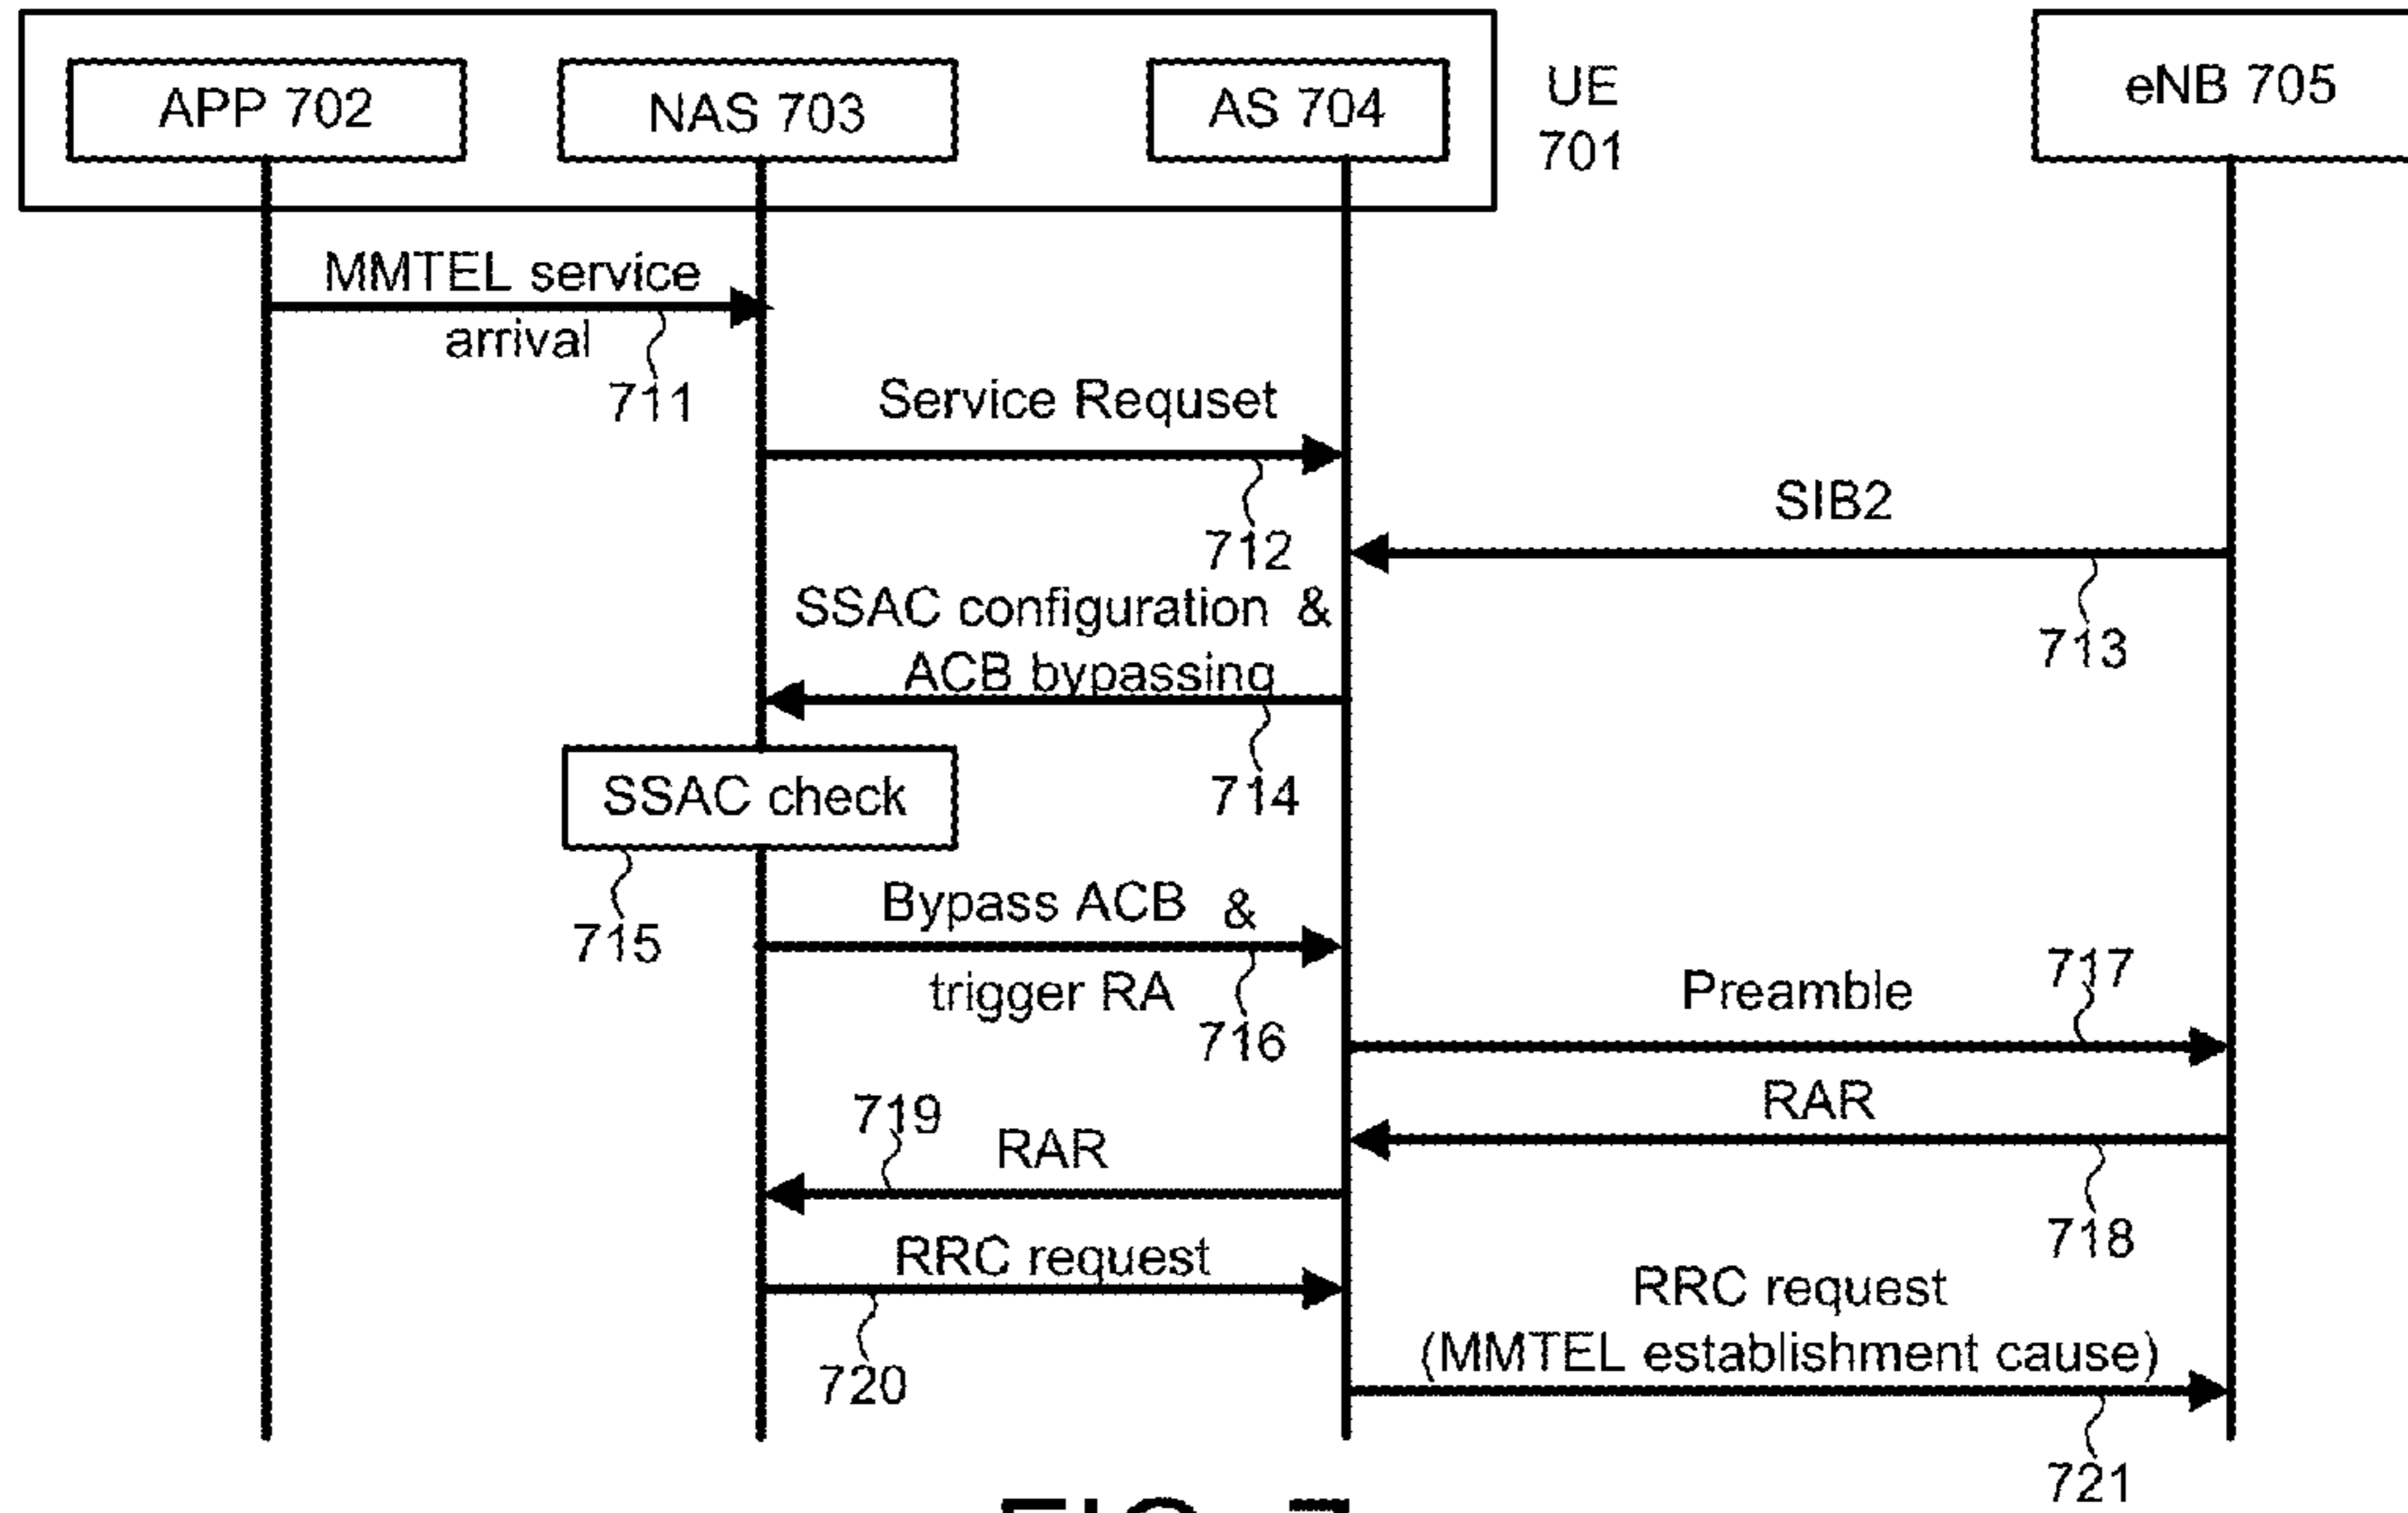 APP 702
NAS 703
AS 704
UE
701
eNB 705
MMTEL service
arrival
711
Service Requset
712
SIB2
713
SSAC configuration &
ACB bypassing
714
SSAC check
715
Bypass ACB &
trigger RA
716
Preamble
717
RAR
718
719
RAR
RRC request
720
RRC request
(MMTEL establishment cause)
721